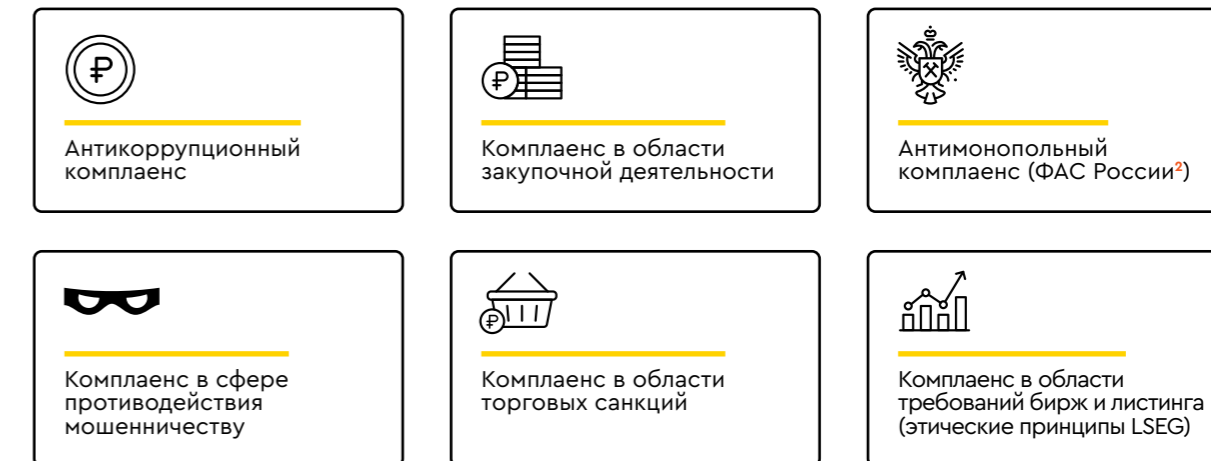 Антикоррупционный
комплаенс
Комплаенс в области
закупочной деятельности
Антимонопольный
комплаенс (ФАС России²)
Комплаенс в сфере
противодействия
мошенничеству
Комплаенс в области
торговых санкций
Комплаенс в области
требований бирж и листинга
(этические принципы LSEG)